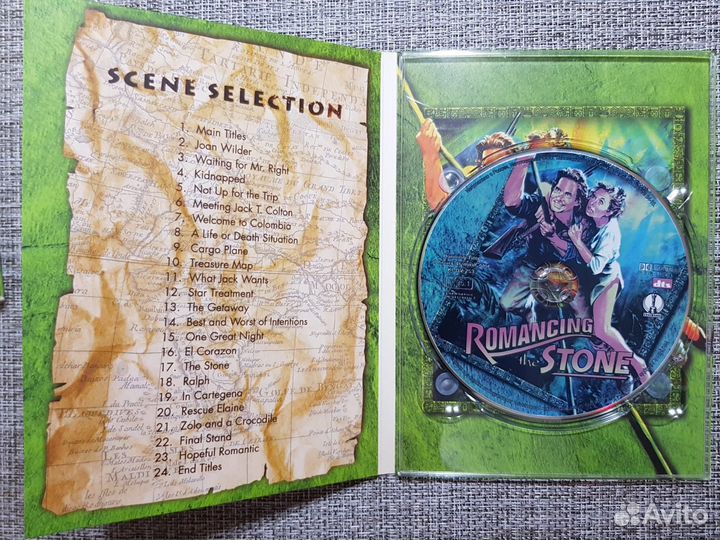 SCENE SELECTION
1. Main Titles
2. Joan Wilder
3. Waiting for Mr. Right
4. Kidnapped
5. Not Up for the Trip
6. Meeting Jack T. Colton
7. Welcome to Colombia
8. A Life or Death Situation
9. Cargo Plane
10. Treasure Map
11. What Jack Wants
12. Star Treatment
13. The Getaway
14. Best and Worst of Intentions
15. One Great Night
16. El Corazon
17. The Stone
18. Ralph
19. In Cartegena
20. Rescue Elaine
21. Zolo and a Crocodile
22. Final Stand
23. Hopeful Romantic
24. End Titles
dts
ROMANCING
the STONE
Avito